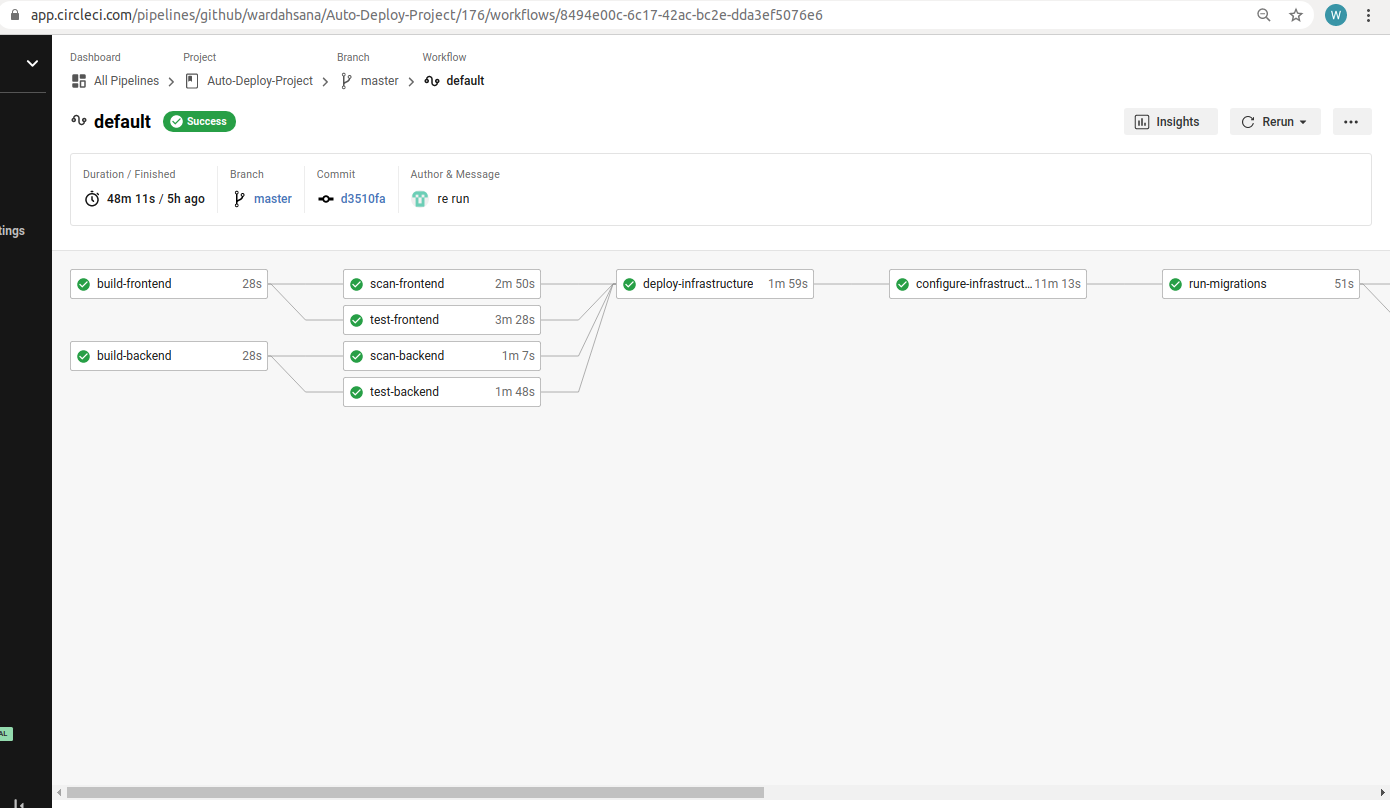 app.circleci.com/pipelines/github/wardahsana/Auto-Deploy-Project/176/workflows/8494e00c-6c17-42ac-bc2e-dda3ef5076e6
W
Dashboard Project Branch Workflow
All Pipelines Auto-Deploy-Project master default
default Success Insights Rerun
Duration / Finished Branch Commit Author & Message
48m 11s / 5h ago master d3510fa re run
tings
build-frontend 28s scan-frontend 2m 50s deploy-infrastructure 1m 59s configure-infrastruct... 11m 13s run-migrations 51s
test-frontend 3m 28s
build-backend 28s scan-backend 1m 7s
test-backend 1m 48s
AL